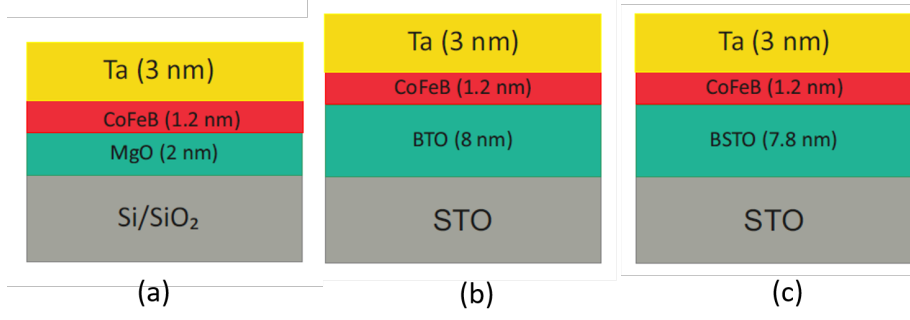 Ta (3 nm)
CoFeB (1.2 nm)
MgO (2 nm)
Si/SiO₂
(a)
Ta (3 nm)
CoFeB (1.2 nm)
BTO (8 nm)
STO
(b)
Ta (3 nm)
CoFeB (1.2 nm)
BSTO (7.8 nm)
STO
(c)